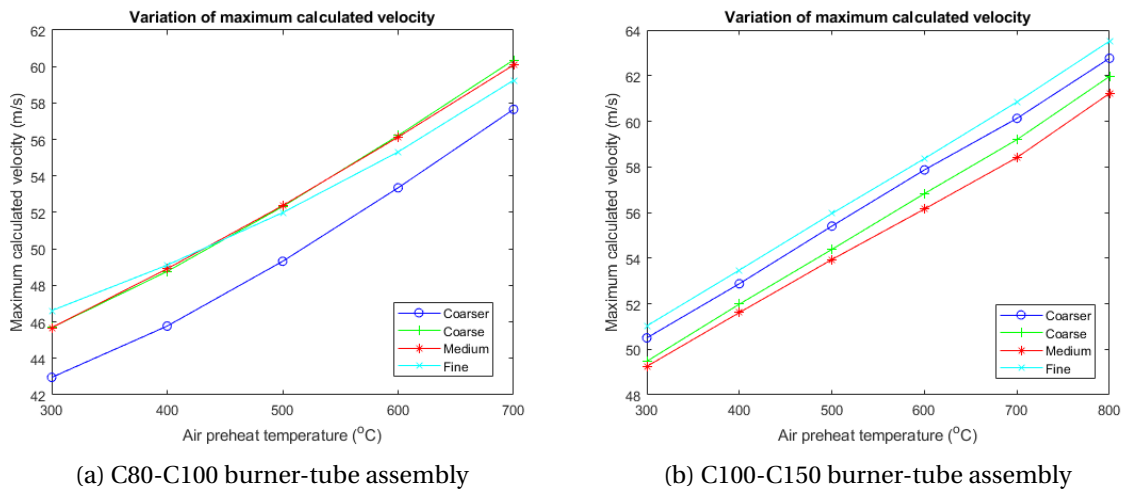 Variation of maximum calculated velocity
62
60
58
56
54
52
50
48
46
44
42
300
400
500
600
700
Maximum calculated velocity (m/s)
Air preheat temperature (°C)
Coarser
Coarse
Medium
Fine
(a) C80-C100 burner-tube assembly
Variation of maximum calculated velocity
64
62
60
58
56
54
52
50
48
300
400
500
600
700
800
Maximum calculated velocity (m/s)
Air preheat temperature (°C)
Coarser
Coarse
Medium
Fine
(b) C100-C150 burner-tube assembly